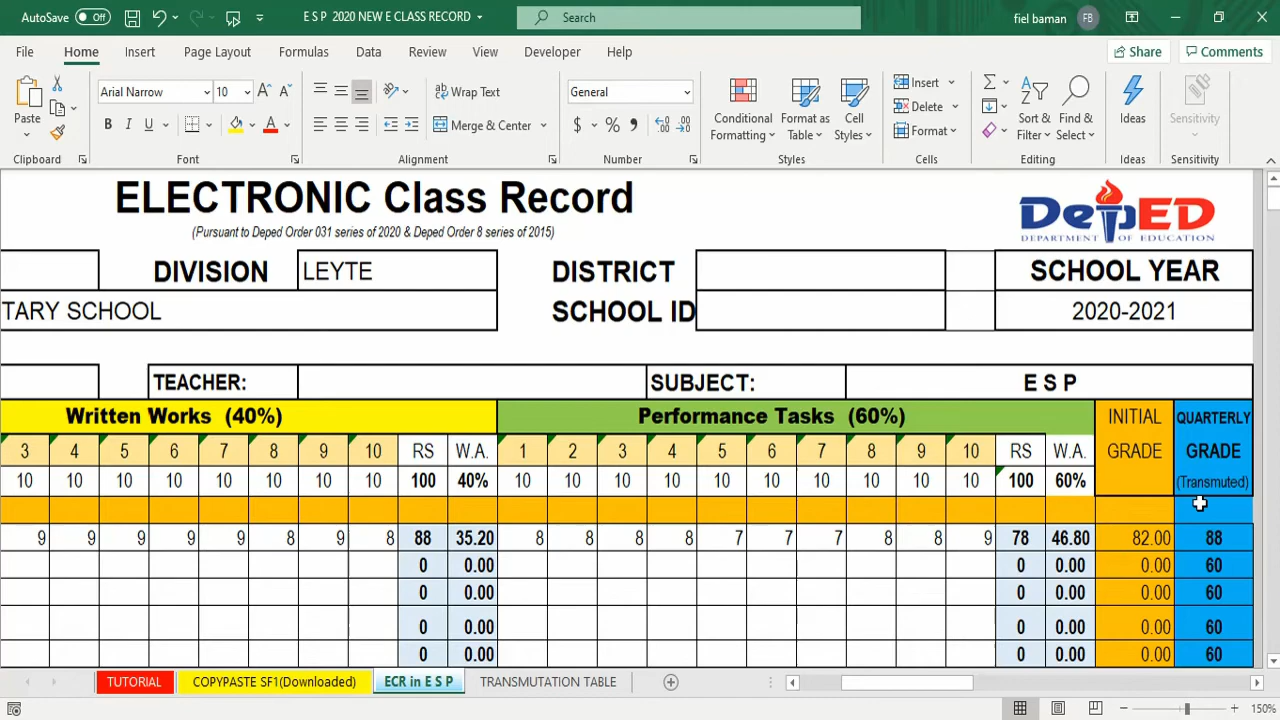 AutoSave Off E S P 2020 NEW E CLASS RECORD Search fiel baman FB
File Home Insert Page Layout Formulas Data Review View Developer Help Share Comments
Arial Narrow 10 A A Wrap Text General Insert
Paste B I U A Merge & Center $ % Conditional Formatting Format as Table Cell Styles Delete Format Sort & Filter Find & Select Ideas Sensitivity
Clipboard Font Alignment Number Styles Cells Editing Ideas Sensitivity
ELECTRONIC Class Record
DepED
DEPARTMENT OF EDUCATION
(Pursuant to Deped Order 031 series of 2020 & Deped Order 8 series of 2015)
DIVISION LEYTE DISTRICT SCHOOL YEAR
TARY SCHOOL SCHOOL ID 2020-2021
TEACHER: SUBJECT: E S P
Written Works (40%) Performance Tasks (60%) INITIAL QUARTERLY
3 4 5 6 7 8 9 10 RS W.A. 1 2 3 4 5 6 7 8 9 10 RS W.A. GRADE GRADE
10 10 10 10 10 10 10 10 100 40% 10 10 10 10 10 10 10 10 10 10 100 60% (Transmuted)
9 9 9 9 9 8 9 8 88 35.20 8 8 8 8 7 7 7 8 8 9 78 46.80 82.00 88
0 0.00 0 0.00 0.00 60
0 0.00 0 0.00 0.00 60
0 0.00 0 0.00 0.00 60
0 0.00 0 0.00 0.00 60
TUTORIAL COPYPASTE SF1(Downloaded) ECR in E S P TRANSMUTATION TABLE
150%